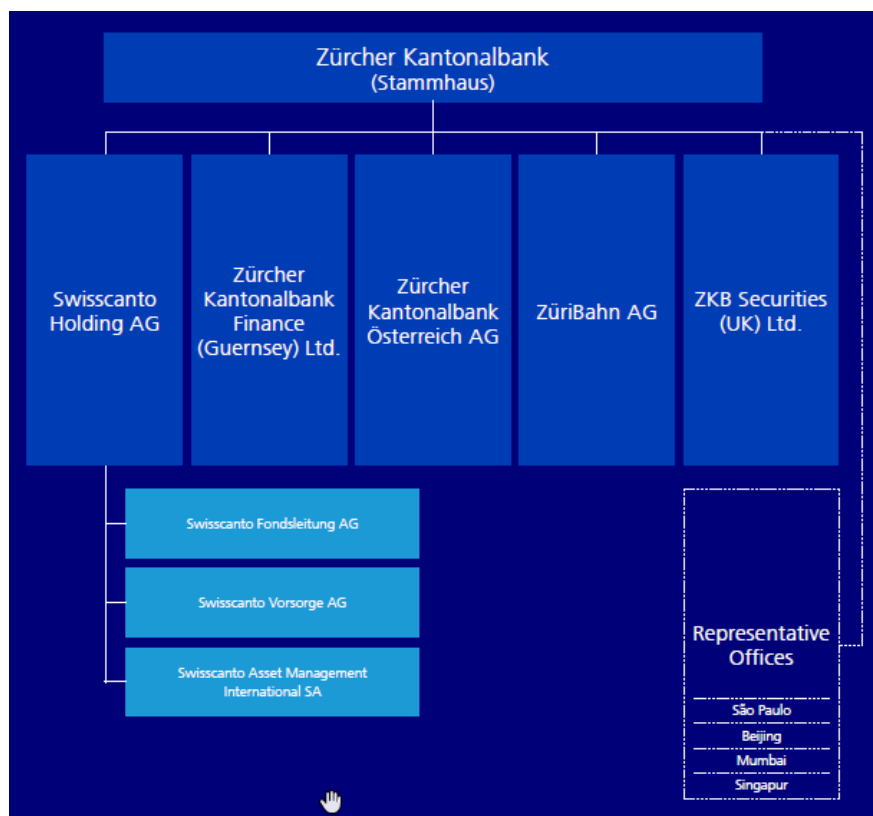 Zürcher Kantonalbank
(Stammhaus)
Swisscanto
Holding AG
Zürcher
Kantonalbank
Finance
(Guernsey) Ltd.
Zürcher
Kantonalbank
Österreich AG
ZüriBahn AG
ZKB Securities
(UK) Ltd.
Swisscanto Fondsleitung AG
Swisscanto Vorsorge AG
Swisscanto Asset Management
International SA
Representative
Offices
São Paulo
Beijing
Mumbai
Singapur